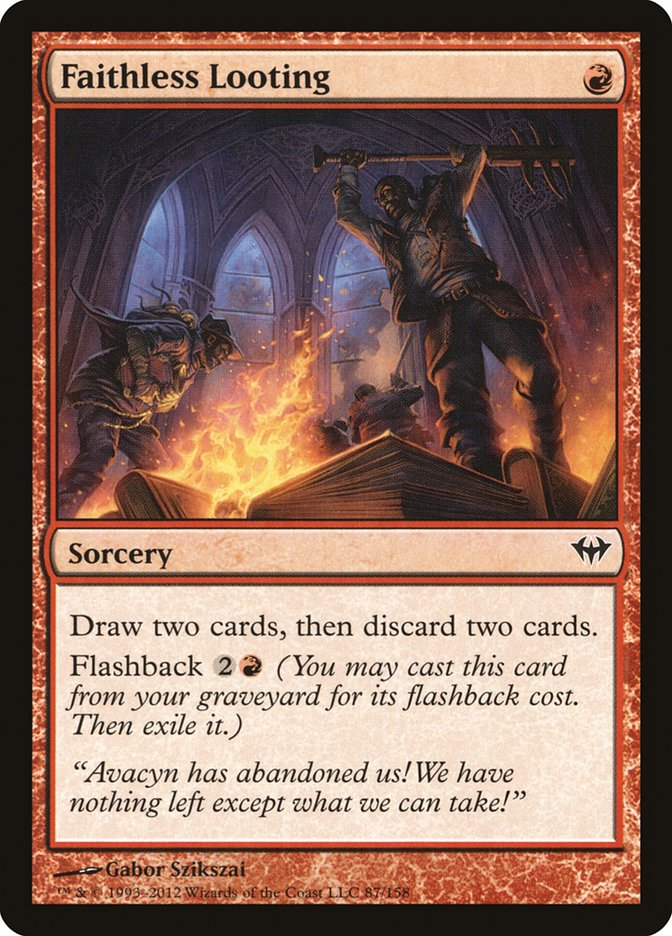 Faithless Looting
Sorcery
Draw two cards, then discard two cards.
Flashback 2 (You may cast this card
from your graveyard for its flashback cost.
Then exile it.)
“Avacyn has abandoned us! We have
nothing left except what we can take!”
Gabor Szikszai
™ & © 1993–2012 Wizards of the Coast LLC 87/158